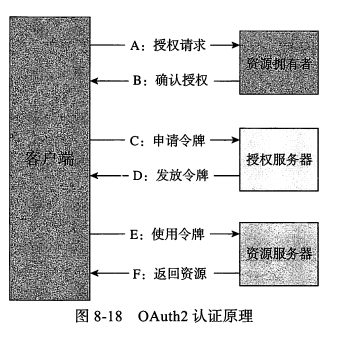 A：授权请求
资源拥有者
B：确认授权
客户端
C：申请令牌
授权服务器
D：发放令牌
E：使用令牌
资源服务器
F：返回资源
图 8-18 OAuth2 认证原理